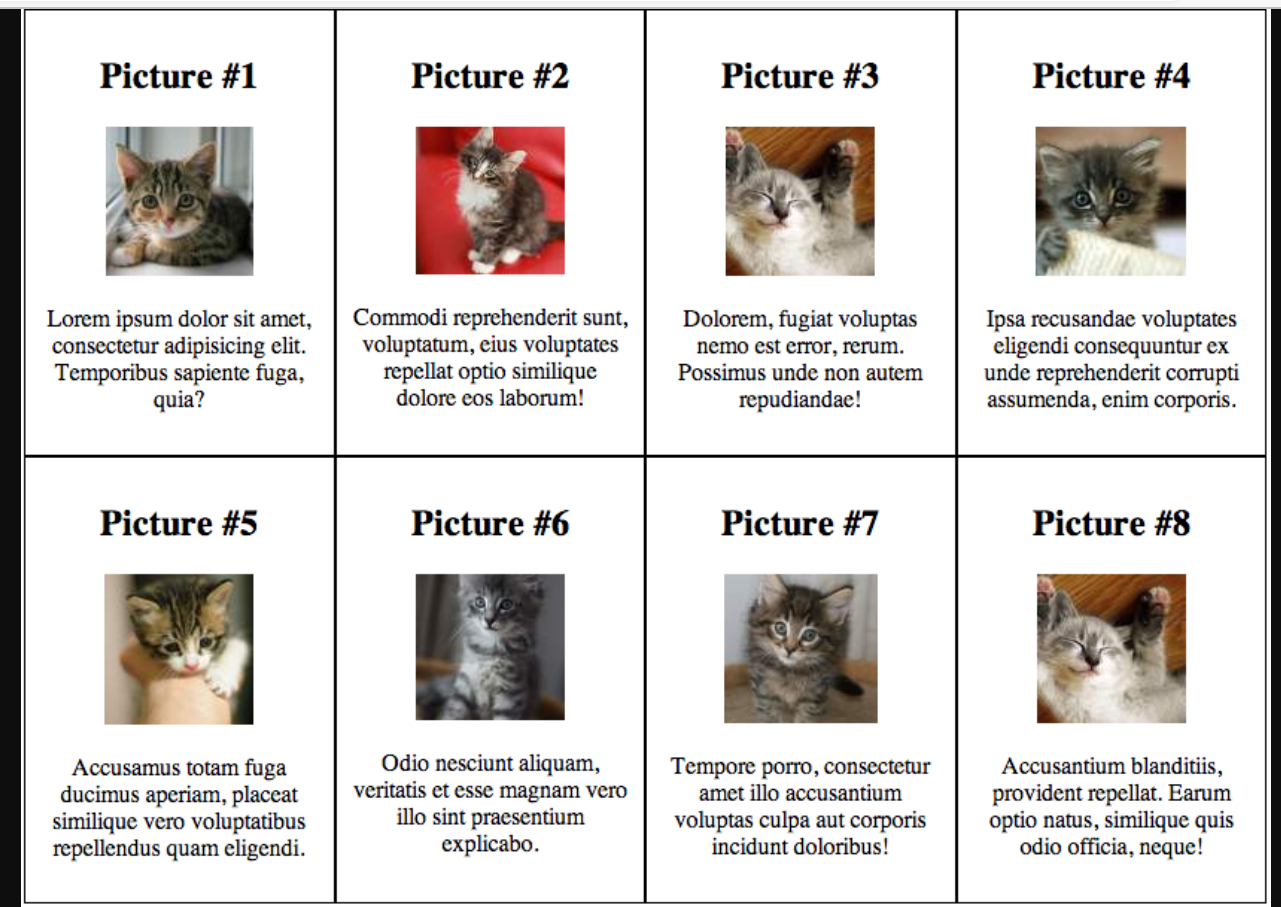 Picture #1
Lorem ipsum dolor sit amet,
consectetur adipisicing elit.
Temporibus sapiente fuga,
quia?
Picture #2
Commodi reprehenderit sunt,
voluptatum, eius voluptates
repellat optio similique
dolore eos laborum!
Picture #3
Dolorem, fugiat voluptas
nemo est error, rerum.
Possimus unde non autem
repudiandae!
Picture #4
Ipsa recusandae voluptates
eligendi consequuntur ex
unde reprehenderit corrupti
assumenda, enim corporis.
Picture #5
Accusamus totam fuga
ducimus aperiam, placeat
similique vero voluptatibus
repellendus quam eligendi.
Picture #6
Odio nesciunt aliquam,
veritatis et esse magnam vero
illo sint praesentium
explicabo.
Picture #7
Tempore porro, consectetur
amet illo accusantium
voluptas culpa aut corporis
incidunt doloribus!
Picture #8
Accusantium blanditiis,
provident repellat. Earum
optio natus, similique quis
odio officia, neque!